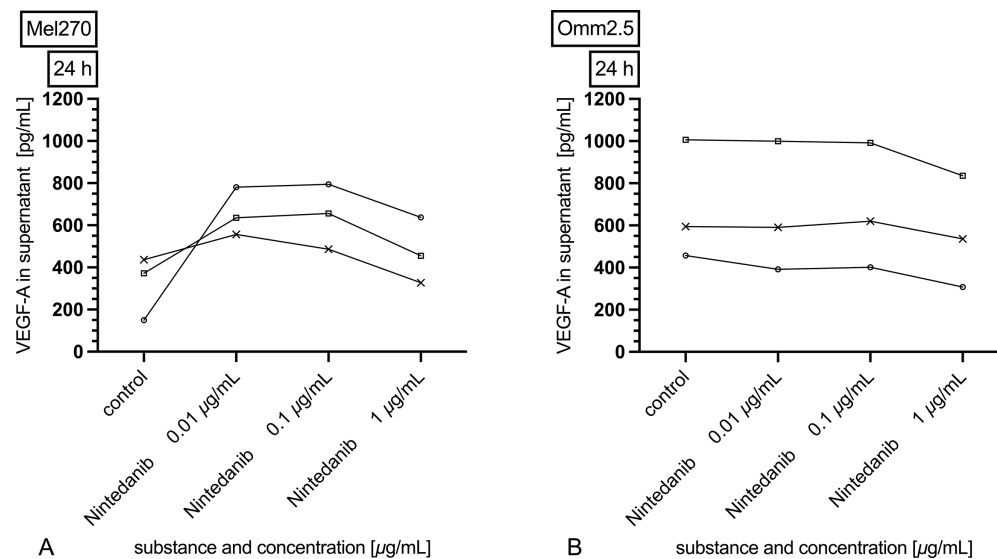 Mel270
24 h
VEGF-A in supernatant [pg/mL]
1200
1000
800
600
400
200
0
control
Nintedanib 0.01 µg/mL
Nintedanib 0.1 µg/mL
Nintedanib 1 µg/mL
A
substance and concentration [µg/mL]
Omm2.5
24 h
VEGF-A in supernatant [pg/mL]
1200
1000
800
600
400
200
0
control
Nintedanib 0.01 µg/mL
Nintedanib 0.1 µg/mL
Nintedanib 1 µg/mL
B
substance and concentration [µg/mL]